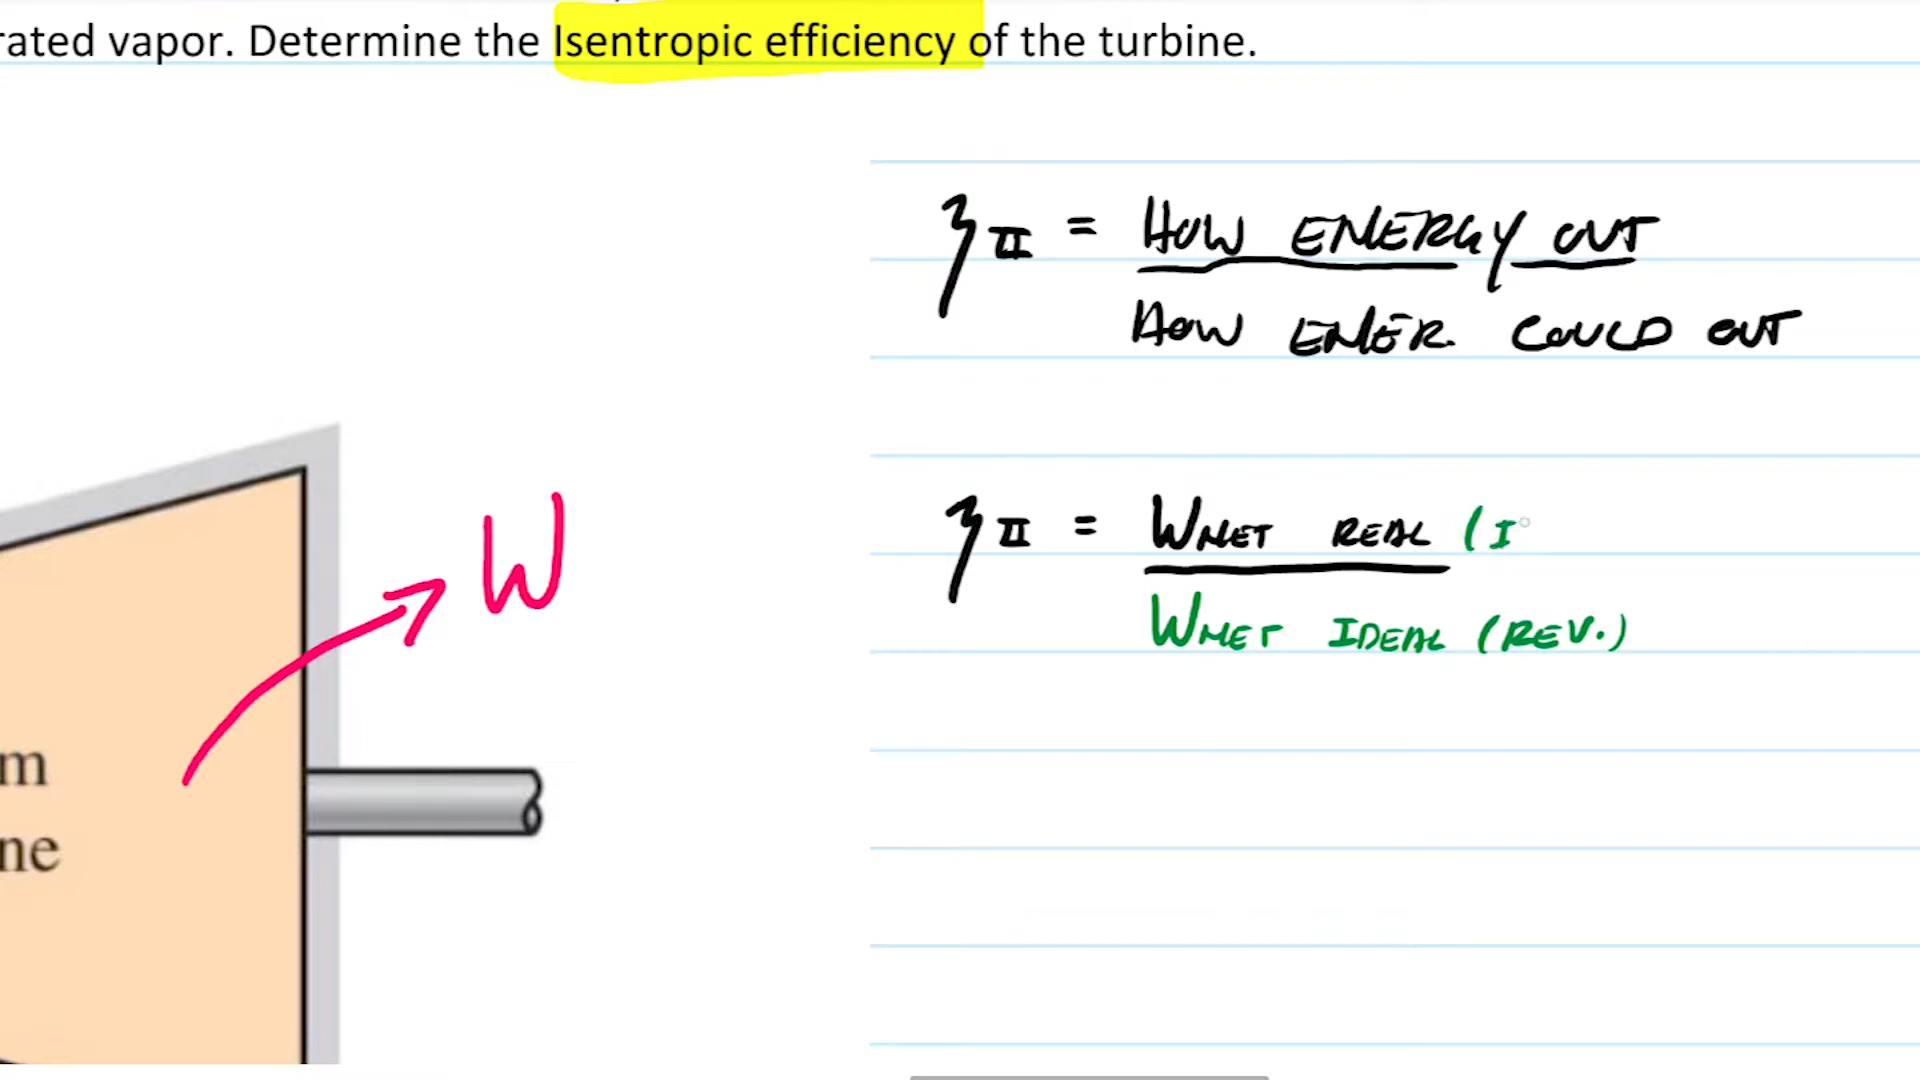 rated vapor. Determine the Isentropic efficiency of the turbine.
η II = HOW ENERGY OUT
HOW ENER. COULD OUT
W
η II = WNET REAL (I
WNET IDEAL (REV.)
m
ne